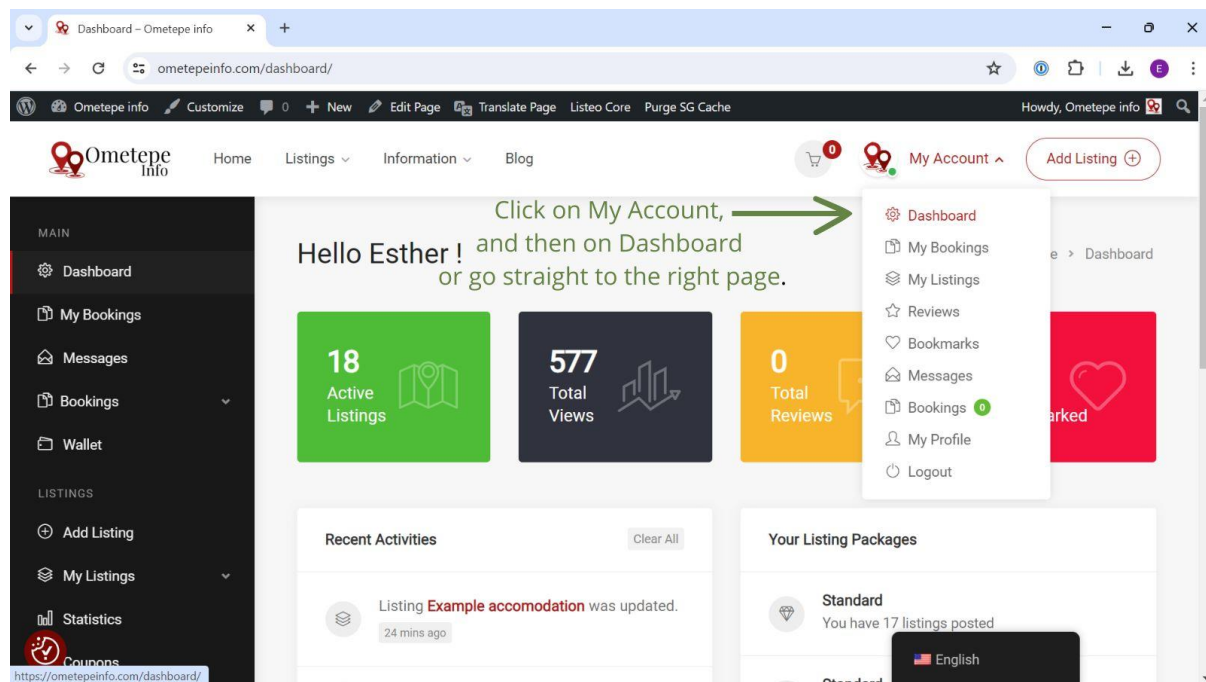 Dashboard – Ometepe info
ometepeinfo.com/dashboard/
E
Ometepe info Customize 0 New Edit Page Translate Page Listeo Core Purge SG Cache Howdy, Ometepe info
Ometepe
Info
Home Listings Information Blog 0 My Account Add Listing
Click on My Account,
and then on Dashboard
or go straight to the right page.
MAIN
Dashboard
My Bookings
Messages
Bookings
Wallet
LISTINGS
Add Listing
My Listings
Statistics
Coupons
https://ometepeinfo.com/dashboard/
Hello Esther !
e > Dashboard
Dashboard
My Bookings
My Listings
Reviews
Bookmarks
Messages
Bookings 0
My Profile
Logout
18
Active
Listings
577
Total
Views
0
Total
Reviews
arked
Recent Activities Clear All
Listing Example accomodation was updated.
24 mins ago
Your Listing Packages
Standard
You have 17 listings posted
Standard
English